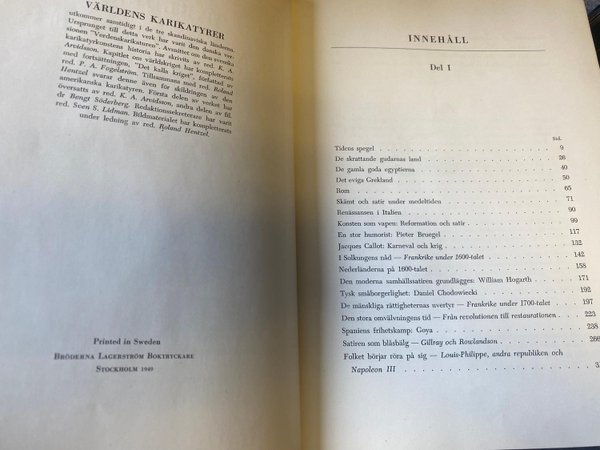 VÄRLDENS KARIKATYRER
utkommer samtidigt i de tre skandinaviska länderna.
Ursprunget till detta verk har varit den danska ver-
sionen "Verdenskarikaturen". Avsnittet om den svenska
karikatyrkonstens historia har skrivits av red. K. A.
Arvidsson. Kapitlet om världskriget har kompletterats
med fortsättningen, "Det kalla kriget", författad av
red. P. A. Fogelström. Tillsammans med red. Roland
Hentzel svarar denne även för skildringen av den
amerikanska karikatyren. Första delen av verket har
översatts av red. K. A. Arvidsson, andra delen av fil.
dr Bengt Söderberg. Redaktionssekreterare har varit
red. Sven S. Lidman. Bildmaterialet har kompletterats
under ledning av red. Roland Hentzel.
Printed in Sweden
BRÖDERNA LAGERSTRÖM BOKTRYCKARE
STOCKHOLM 1949
INNEHÅLL
Del I
Sid.
Tidens spegel 9
De skrattande gudarnas land 26
De gamla goda egyptierna 40
Det eviga Grekland 50
Rom 65
Skämt och satir under medeltiden 71
Renässansen i Italien 90
Konsten som vapen: Reformation och satir 99
En stor humorist: Pieter Bruegel 117
Jacques Callot: Karneval och krig 132
I Solkungens nåd — Frankrike under 1600-talet 142
Nederländerna på 1600-talet 158
Den moderna samhällssatiren grundlägges: William Hogarth 171
Tysk småborgerlighet: Daniel Chodowiecki 192
De mänskliga rättigheternas uvertyr — Frankrike under 1700-talet 197
Den stora omvälvningens tid — Från revolutionen till restaurationen 223
Spaniens frihetskamp: Goya 238
Satiren som blåsbälg — Gillray och Rowlandson 266
Folket börjar röra på sig — Louis-Philippe, andra republiken och
Napoleon III